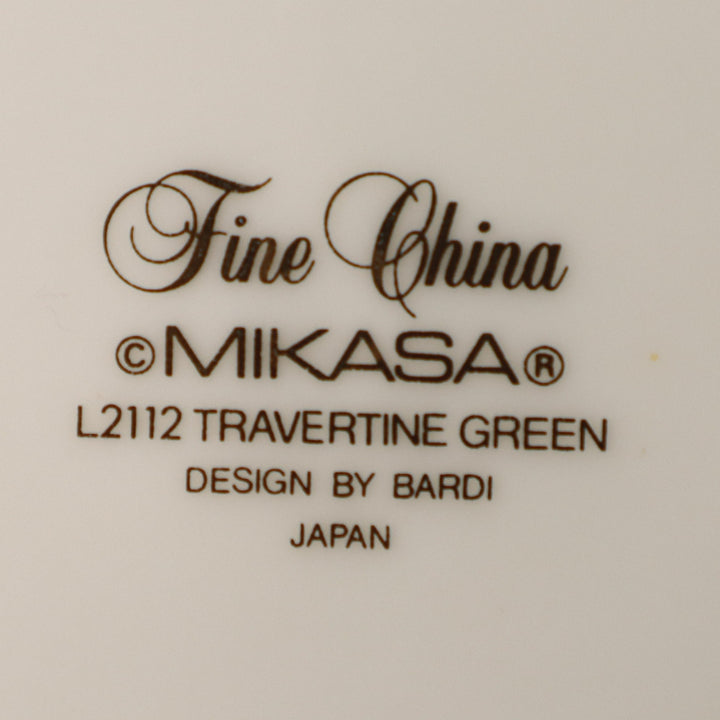 Fine China
© MIKASA ®
L2112 TRAVERTINE GREEN
DESIGN BY BARDI
JAPAN